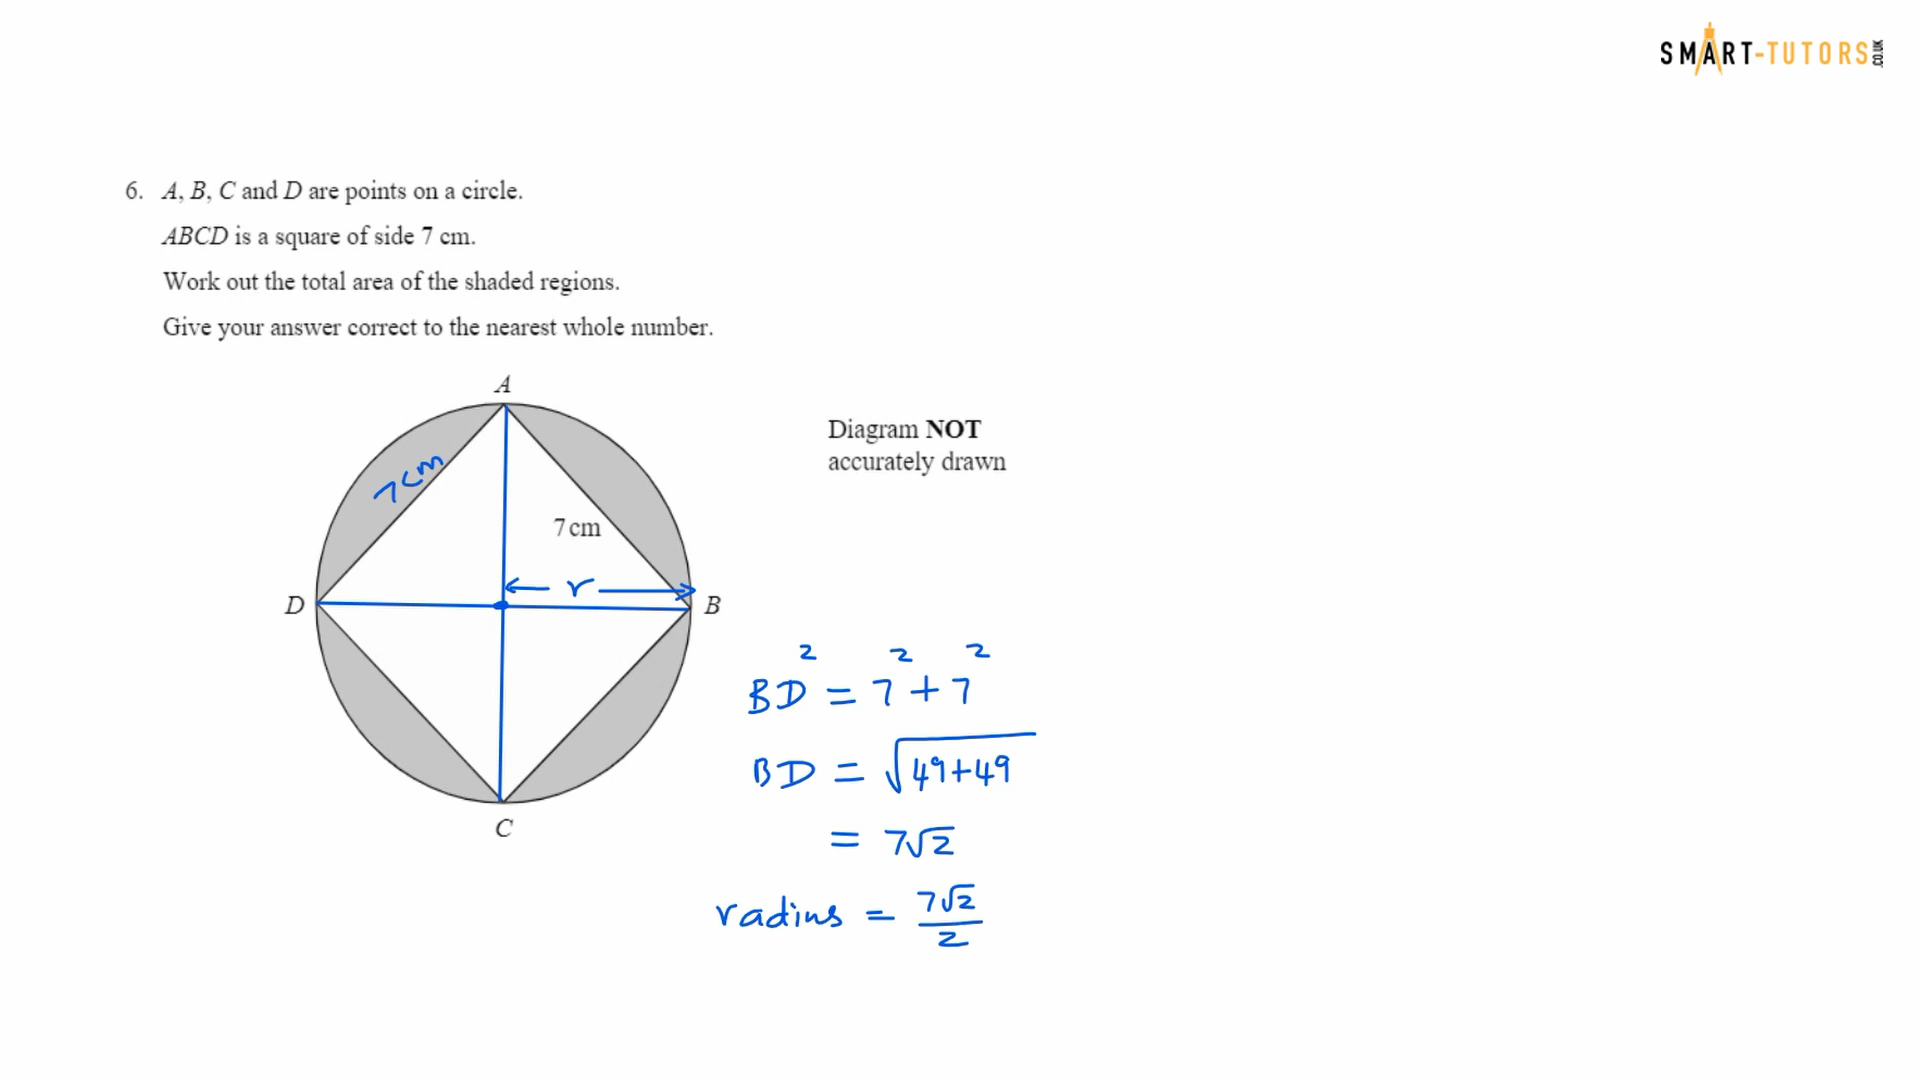 SMART-TUTORS.CO.UK
6. A, B, C and D are points on a circle.
ABCD is a square of side 7 cm.
Work out the total area of the shaded regions.
Give your answer correct to the nearest whole number.
A
Diagram NOT
accurately drawn
7cm
7 cm
r
D
B
BD² = 7² + 7²
BD = √49+49
= 7√2
C
radius = 7√2/2